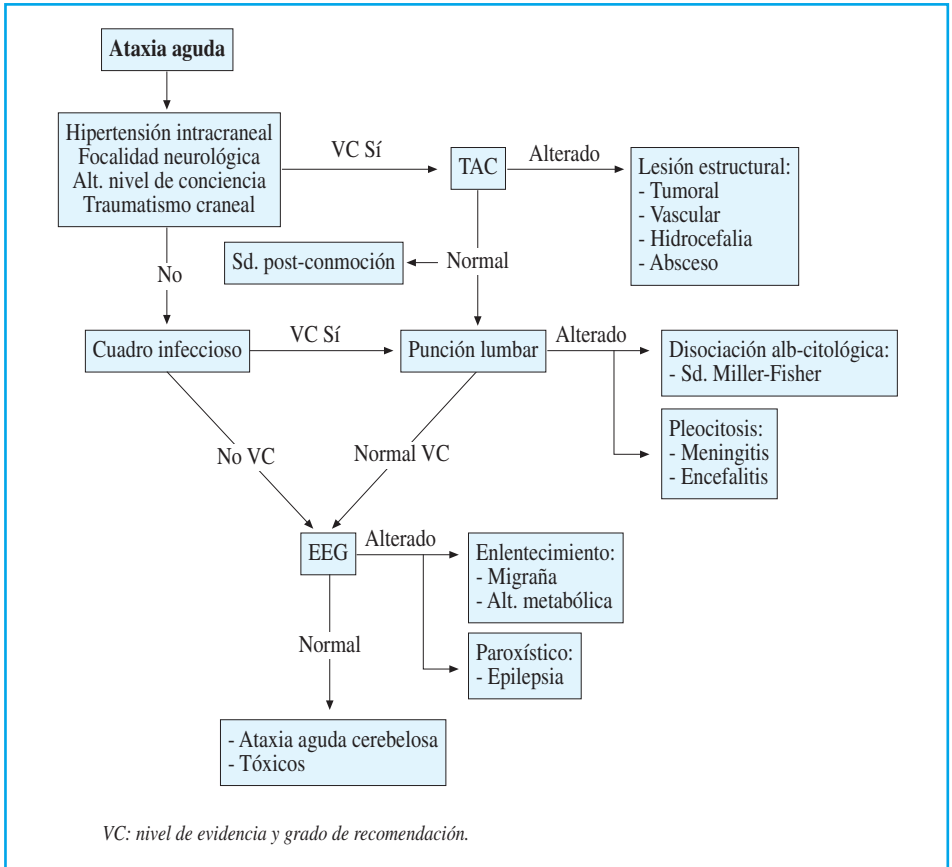 Ataxia aguda
Hipertensión intracraneal
Focalidad neurológica
Alt. nivel de conciencia
Traumatismo craneal
VC Sí
TAC
Alterado
Lesión estructural:
- Tumoral
- Vascular
- Hidrocefalia
- Absceso
No
Sd. post-conmoción
Normal
Cuadro infeccioso
VC Sí
Punción lumbar
Alterado
Disociación alb-citológica:
- Sd. Miller-Fisher
Pleocitosis:
- Meningitis
- Encefalitis
No VC
Normal VC
EEG
Alterado
Enlentecimiento:
- Migraña
- Alt. metabólica
Normal
Paroxístico:
- Epilepsia
- Ataxia aguda cerebelosa
- Tóxicos
VC: nivel de evidencia y grado de recomendación.